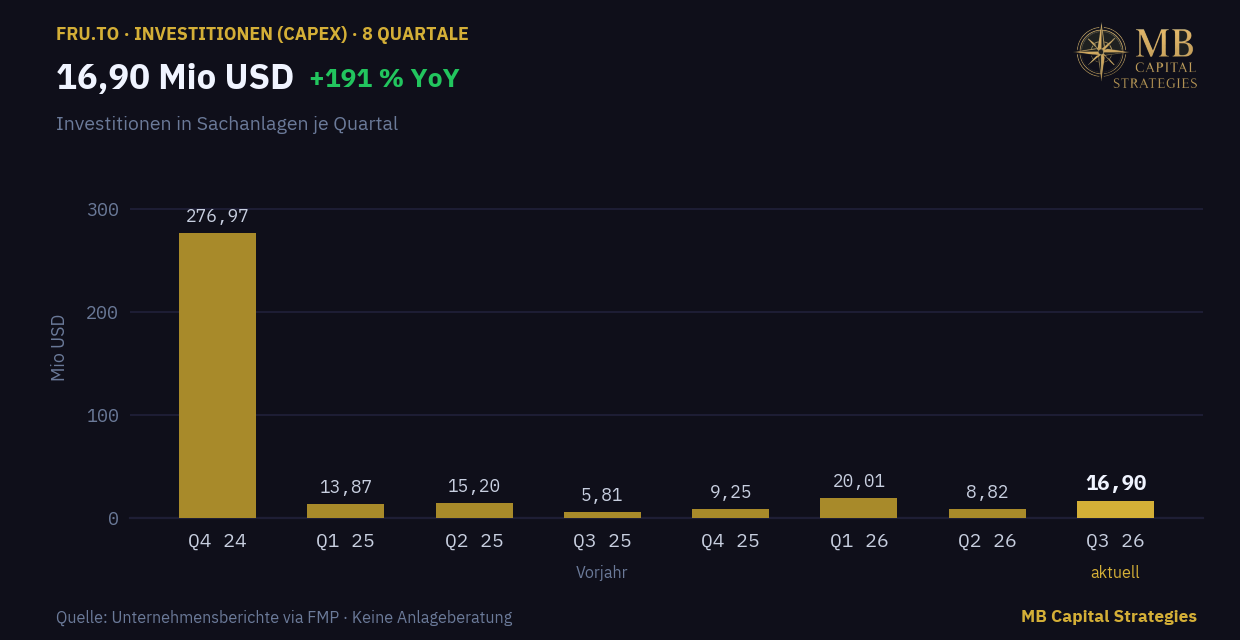 FRU.TO · INVESTITIONEN (CAPEX) · 8 QUARTALE
16,90 Mio USD +191 % YoY
Investitionen in Sachanlagen je Quartal
MB
CAPITAL
STRATEGIES
Mio USD
300
200
100
0
276,97
13,87
15,20
5,81
9,25
20,01
8,82
16,90
Q4 24
Q1 25
Q2 25
Q3 25
Q4 25
Q1 26
Q2 26
Q3 26
Vorjahr
aktuell
Quelle: Unternehmensberichte via FMP · Keine Anlageberatung
MB Capital Strategies